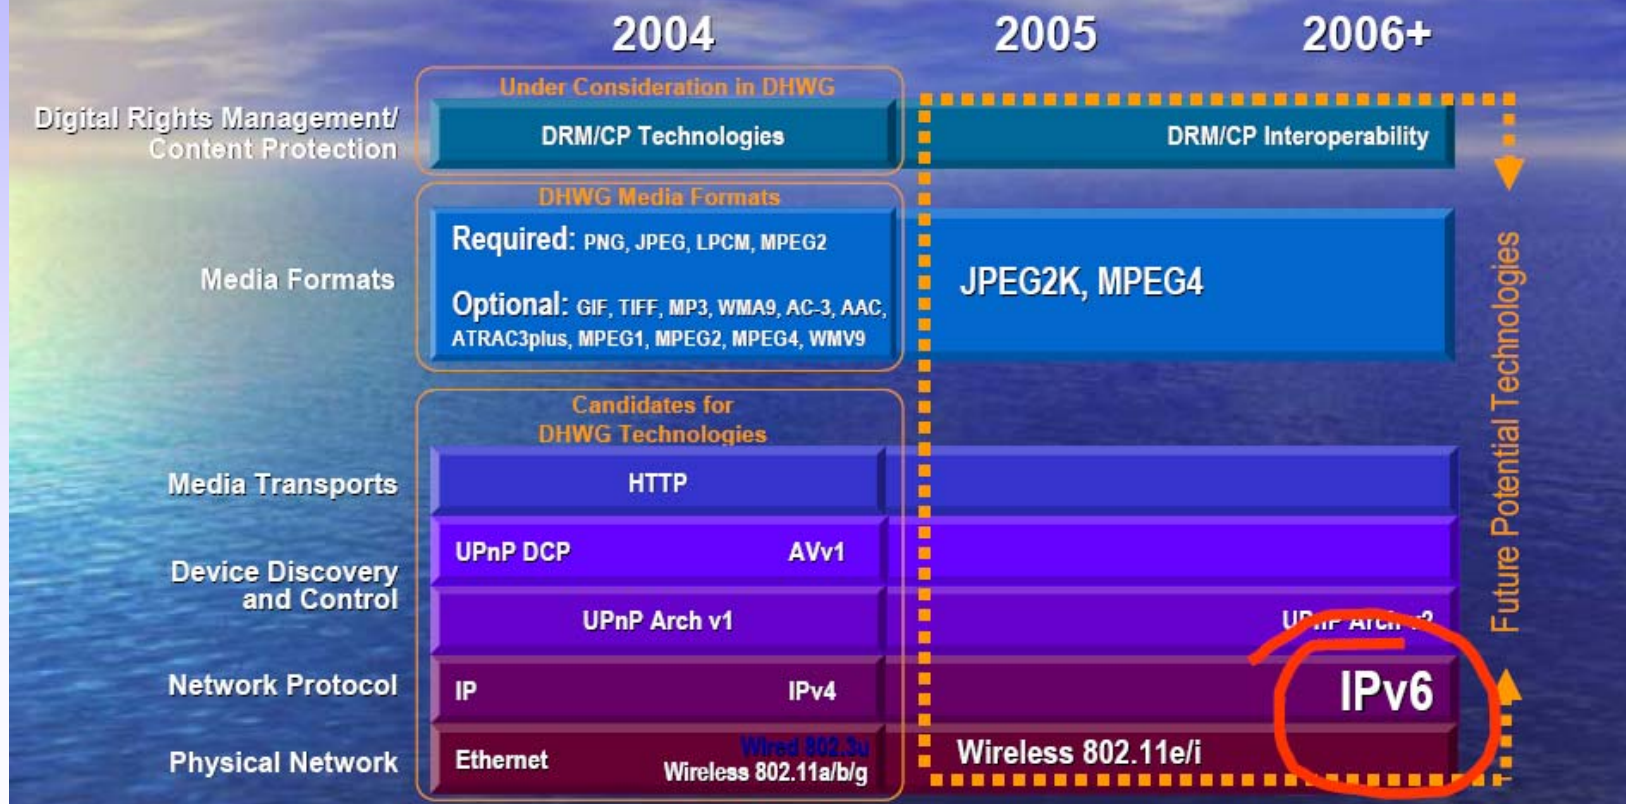 2004
2005
2006+
Under Consideration in DHWG
Digital Rights Management/
Content Protection
DRM/CP Technologies
DRM/CP Interoperability
DHWG Media Formats
Media Formats
Required: PNG, JPEG, LPCM, MPEG2
Optional: GIF, TIFF, MP3, WMA9, AC-3, AAC,
ATRAC3plus, MPEG1, MPEG2, MPEG4, WMV9
JPEG2K, MPEG4
Candidates for
DHWG Technologies
Media Transports
HTTP
Device Discovery
and Control
UPnP DCP
AVv1
UPnP Arch v1
UPnP Arch v2
Network Protocol
IP
IPv4
IPv6
Physical Network
Ethernet
Wired 802.3u
Wireless 802.11a/b/g
Wireless 802.11e/i
Future Potential Technologies